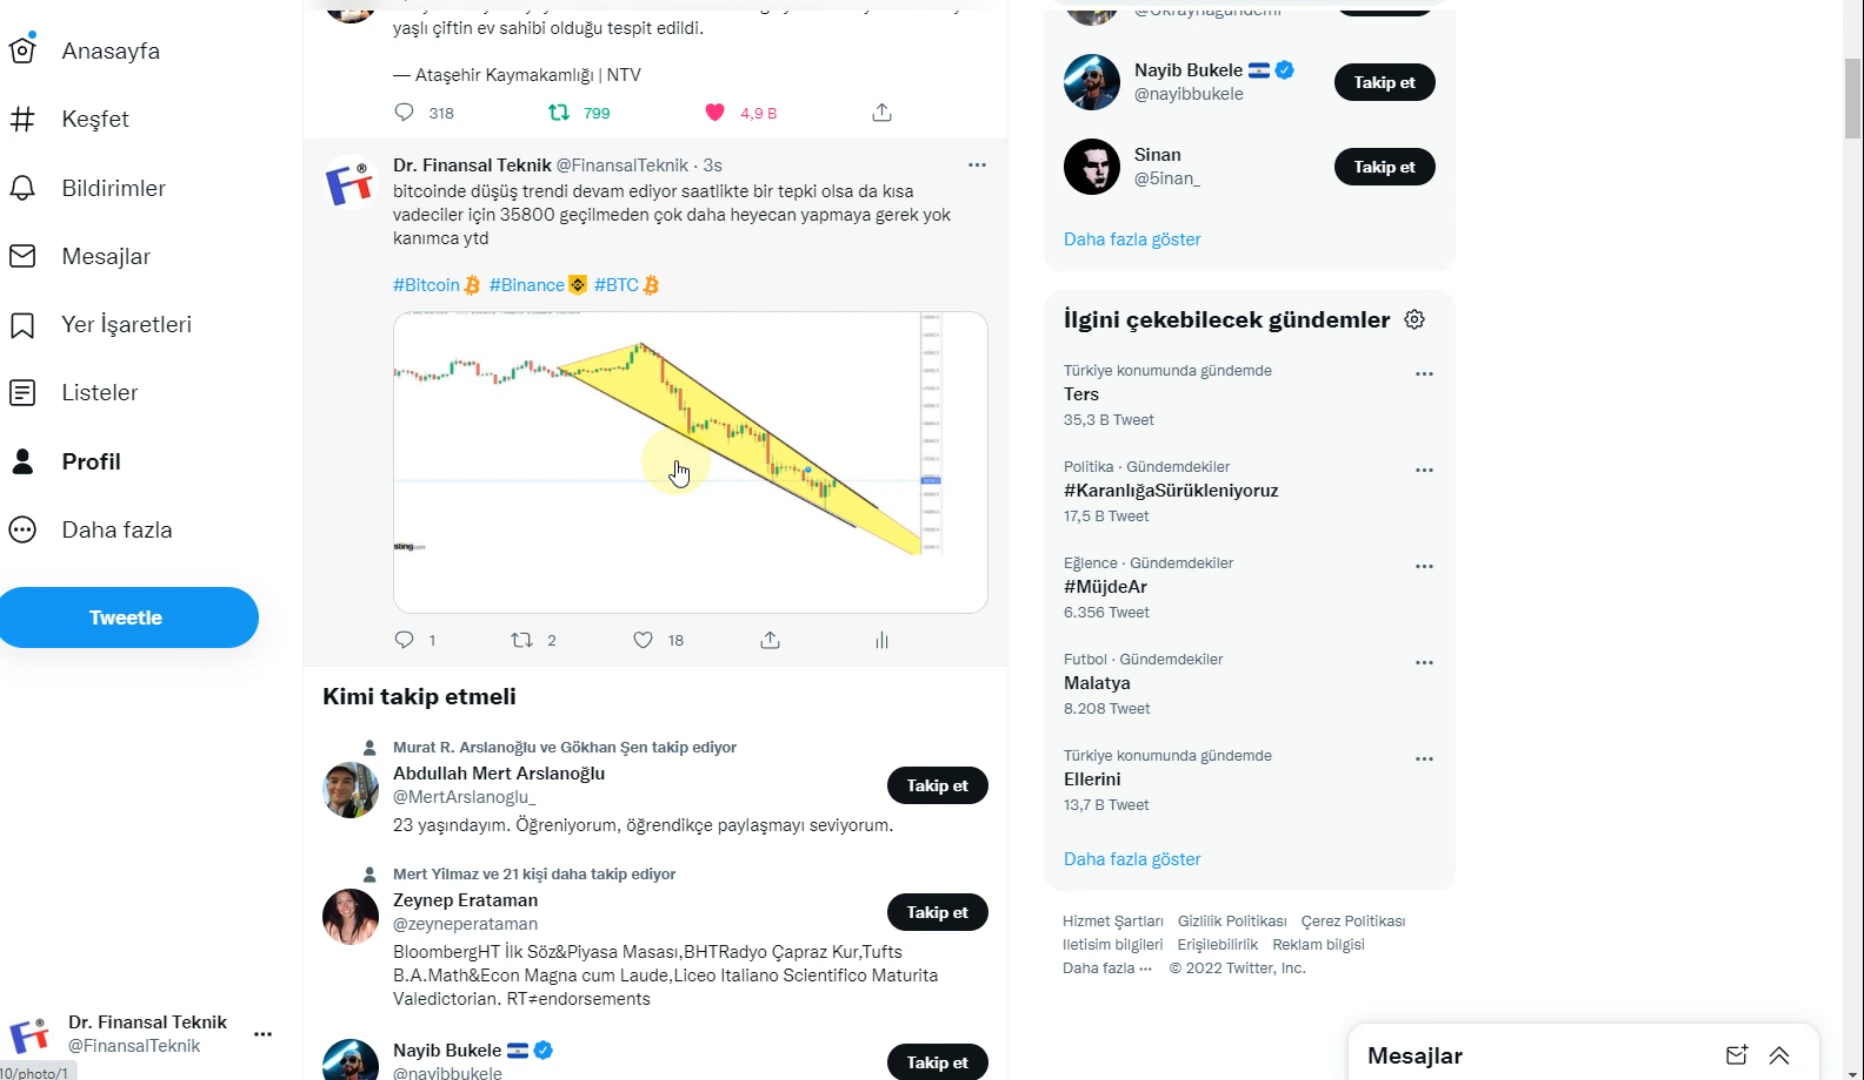 Anasayfa
Keşfet
Bildirimler
Mesajlar
Yer İşaretleri
Listeler
Profil
Daha fazla
Tweetle
Dr. Finansal Teknik
@FinansalTeknik
10/photo/1
yaşlı çiftin ev sahibi olduğu tespit edildi.
— Ataşehir Kaymakamlığı | NTV
318 799 4,9 B
Dr. Finansal Teknik @FinansalTeknik · 3s
bitcoinde düşüş trendi devam ediyor saatlikte bir tepki olsa da kısa
vadeciler için 35800 geçilmeden çok daha heyecan yapmaya gerek yok
kanımca ytd
#Bitcoin #Binance #BTC
1 2 18
Kimi takip etmeli
Murat R. Arslanoğlu ve Gökhan Şen takip ediyor
Abdullah Mert Arslanoğlu
@MertArslanoglu_
Takip et
23 yaşındayım. Öğreniyorum, öğrendikçe paylaşmayı seviyorum.
Mert Yilmaz ve 21 kişi daha takip ediyor
Zeynep Erataman
@zeyneperataman
Takip et
BloombergHT İlk Söz&Piyasa Masası,BHTRadyo Çapraz Kur,Tufts
B.A.Math&Econ Magna cum Laude,Liceo Italiano Scientifico Maturita
Valedictorian. RT≠endorsements
Nayib Bukele
@nayibbukele
Takip et
@Ukraynagundemi
Nayib Bukele
@nayibbukele
Takip et
Sinan
@5inan_
Takip et
Daha fazla göster
İlgini çekebilecek gündemler
Türkiye konumunda gündemde
Ters
35,3 B Tweet
Politika · Gündemdekiler
#KaranlığaSürükleniyoruz
17,5 B Tweet
Eğlence · Gündemdekiler
#MüjdeAr
6.356 Tweet
Futbol · Gündemdekiler
Malatya
8.208 Tweet
Türkiye konumunda gündemde
Ellerini
13,7 B Tweet
Daha fazla göster
Hizmet Şartları Gizlilik Politikası Çerez Politikası
İletisim bilgileri Erişilebilirlik Reklam bilgisi
Daha fazla ··· © 2022 Twitter, Inc.
Mesajlar